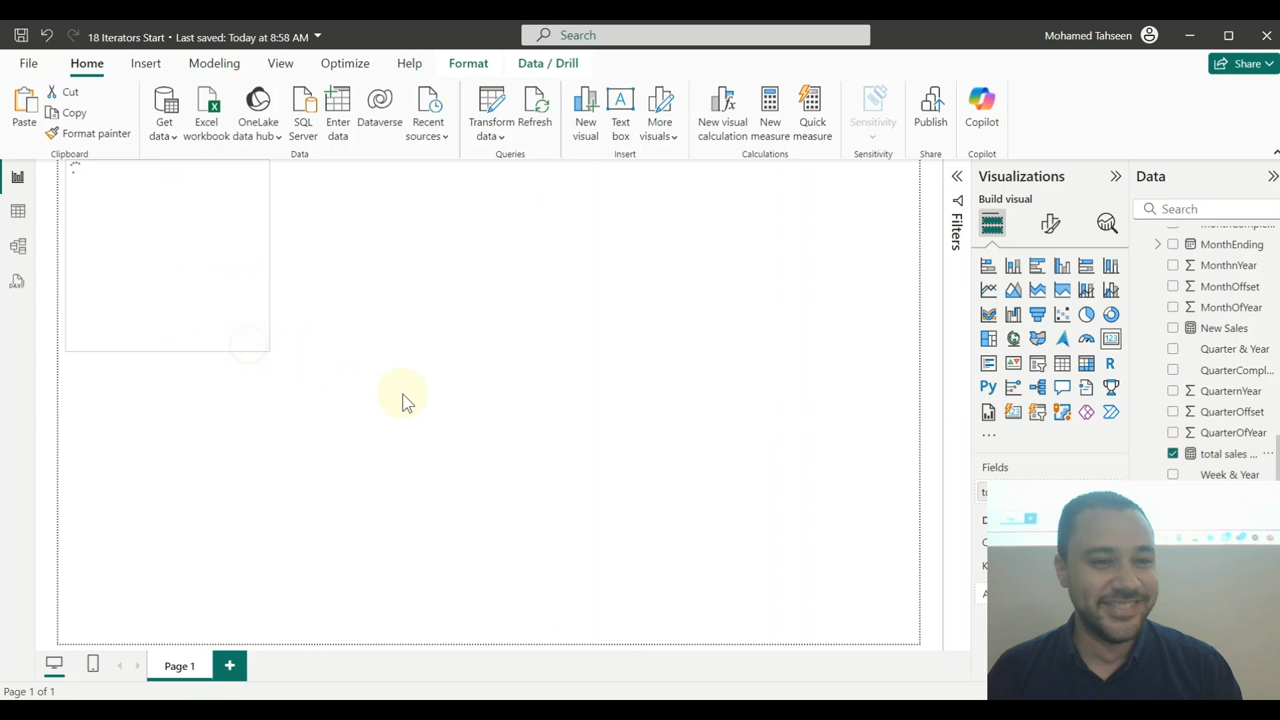 18 Iterators Start • Last saved: Today at 8:58 AM
Search
Mohamed Tahseen
File
Home
Insert
Modeling
View
Optimize
Help
Format
Data / Drill
Share
Paste
Cut
Copy
Format painter
Clipboard
Get data
Excel workbook
OneLake data hub
SQL Server
Enter data
Dataverse
Recent sources
Data
Transform data
Refresh
Queries
New visual
Text box
More visuals
Insert
New visual calculation
New measure
Quick measure
Calculations
Sensitivity
Sensitivity
Publish
Share
Copilot
Copilot
Filters
Visualizations
Build visual
Fields
Data
Search
MonthEnding
MonthnYear
MonthOffset
MonthOfYear
New Sales
Quarter & Year
QuarterCompl...
QuarternYear
QuarterOffset
QuarterOfYear
total sales ...
Week & Year
Page 1
Page 1 of 1